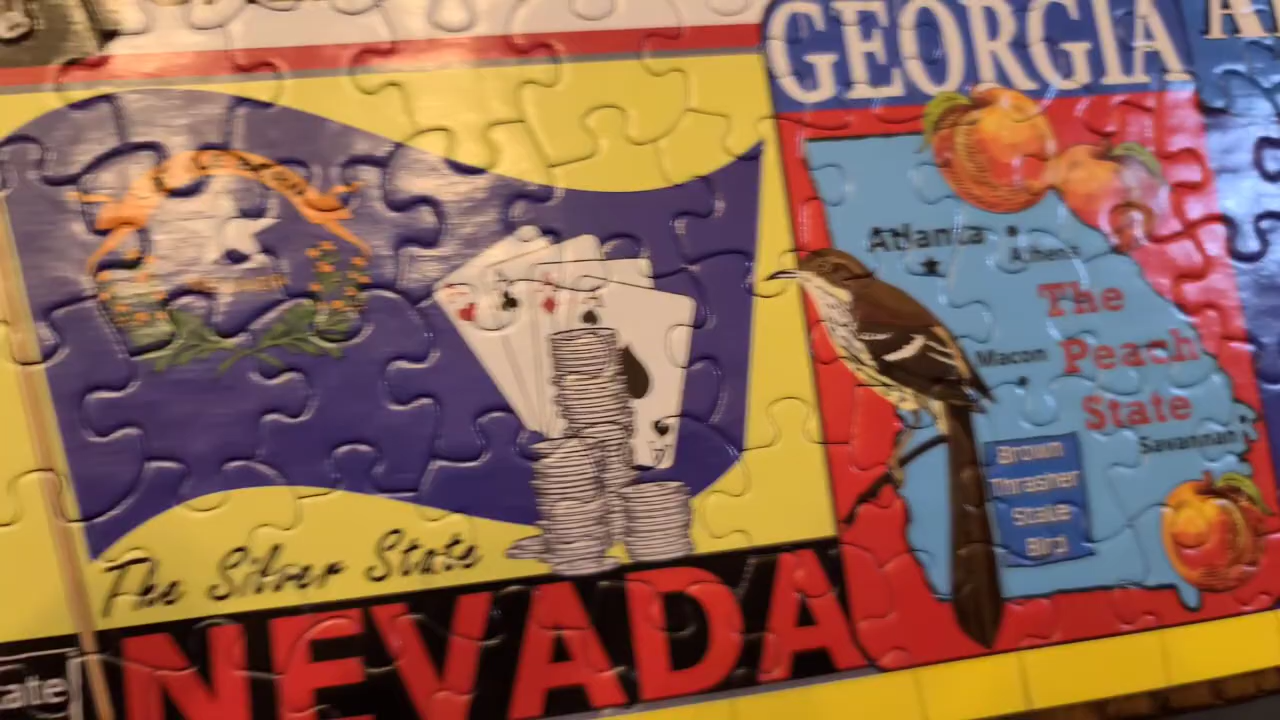 GEORGIA
Atlanta
Athens
The
Peach
State
Macon
Savannah
Brown
Thrasher
State
Bird
The Silver State
NEVADA